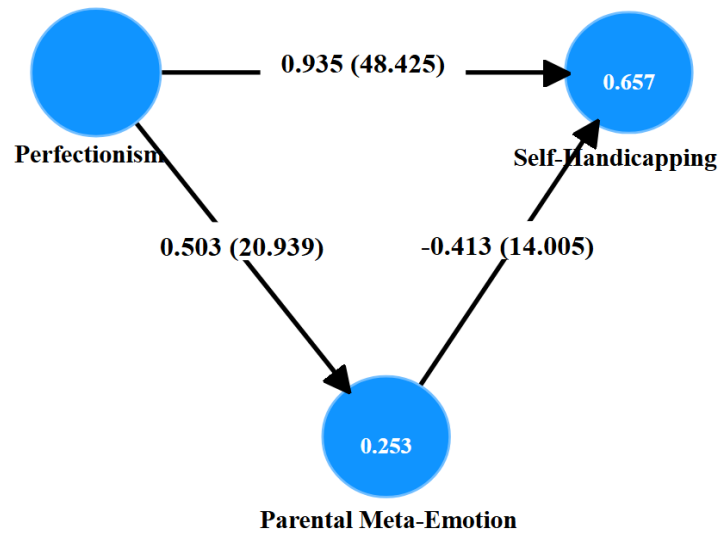 0.935 (48.425)
0.657
Perfectionism
Self-Handicapping
0.503 (20.939)
-0.413 (14.005)
0.253
Parental Meta-Emotion